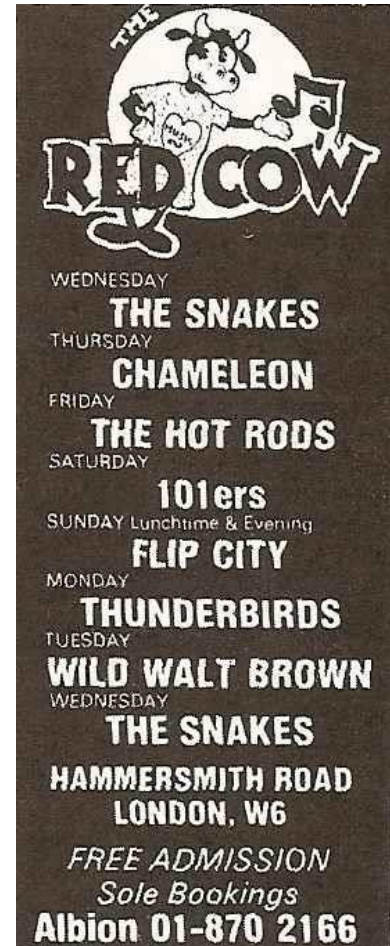 THE
MUSIC
RED COW
WEDNESDAY
THE SNAKES
THURSDAY
CHAMELEON
FRIDAY
THE HOT RODS
SATURDAY
101ers
SUNDAY Lunchtime & Evening
FLIP CITY
MONDAY
THUNDERBIRDS
TUESDAY
WILD WALT BROWN
WEDNESDAY
THE SNAKES
HAMMERSMITH ROAD
LONDON, W6
FREE ADMISSION
Sole Bookings
Albion 01-870 2166